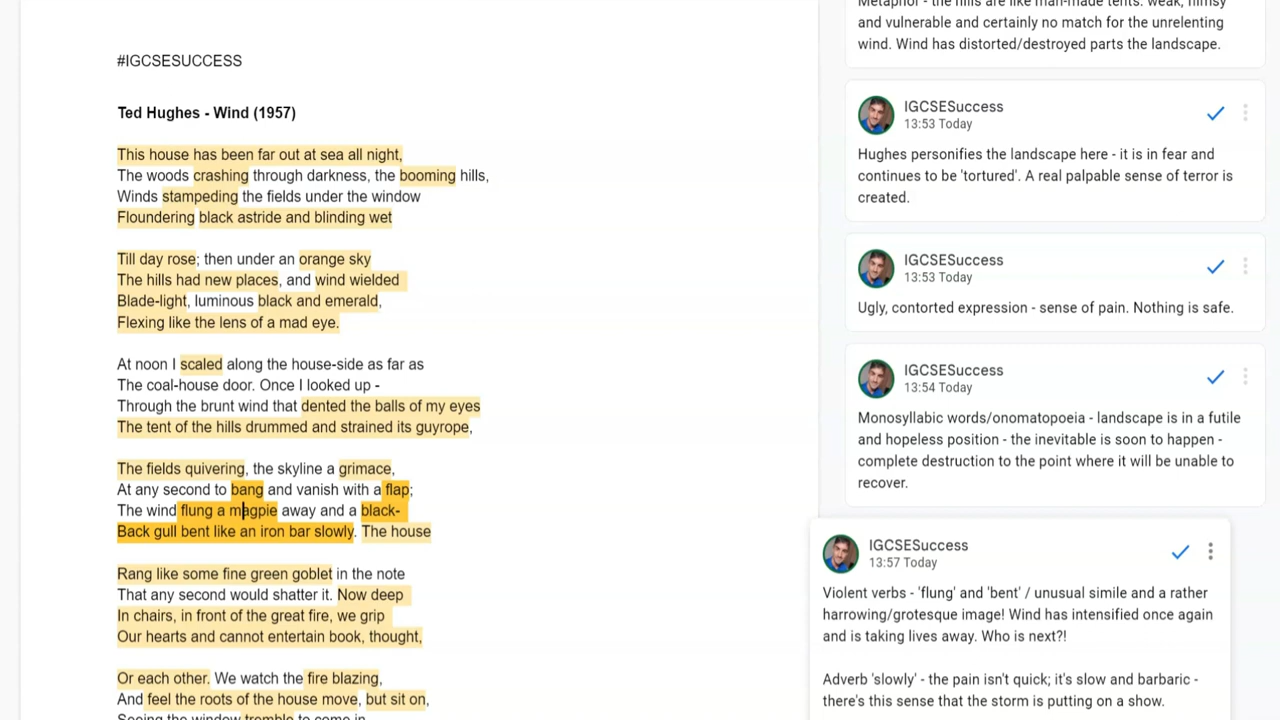 #IGCSESUCCESS
Ted Hughes - Wind (1957)
This house has been far out at sea all night,
The woods crashing through darkness, the booming hills,
Winds stampeding the fields under the window
Floundering black astride and blinding wet
Till day rose; then under an orange sky
The hills had new places, and wind wielded
Blade-light, luminous black and emerald,
Flexing like the lens of a mad eye.
At noon I scaled along the house-side as far as
The coal-house door. Once I looked up -
Through the brunt wind that dented the balls of my eyes
The tent of the hills drummed and strained its guyrope,
The fields quivering, the skyline a grimace,
At any second to bang and vanish with a flap;
The wind flung a magpie away and a black-
Back gull bent like an iron bar slowly. The house
Rang like some fine green goblet in the note
That any second would shatter it. Now deep
In chairs, in front of the great fire, we grip
Our hearts and cannot entertain book, thought,
Or each other. We watch the fire blazing,
And feel the roots of the house move, but sit on,
Seeing the window tremble to come in,
Metaphor - the hills are like man-made tents: weak, flimsy
and vulnerable and certainly no match for the unrelenting
wind. Wind has distorted/destroyed parts the landscape.
IGCSESuccess
13:53 Today
Hughes personifies the landscape here - it is in fear and
continues to be 'tortured'. A real palpable sense of terror is
created.
IGCSESuccess
13:53 Today
Ugly, contorted expression - sense of pain. Nothing is safe.
IGCSESuccess
13:54 Today
Monosyllabic words/onomatopoeia - landscape is in a futile
and hopeless position - the inevitable is soon to happen -
complete destruction to the point where it will be unable to
recover.
IGCSESuccess
13:57 Today
Violent verbs - 'flung' and 'bent' / unusual simile and a rather
harrowing/grotesque image! Wind has intensified once again
and is taking lives away. Who is next?!
Adverb 'slowly' - the pain isn't quick; it's slow and barbaric -
there's this sense that the storm is putting on a show.